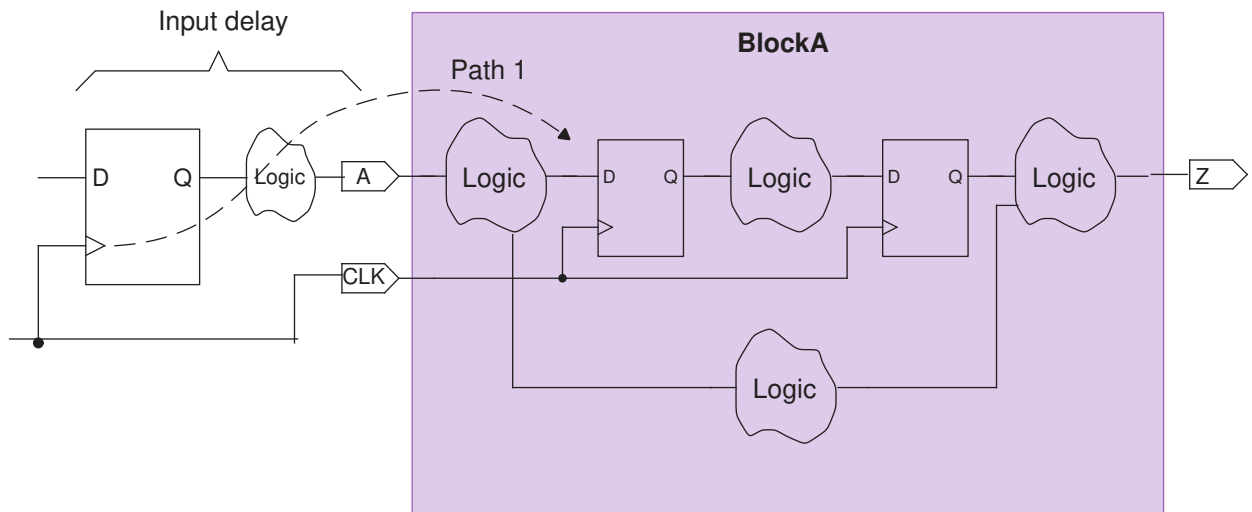 Input delay
BlockA
Path 1
D Q
Logic
A
Logic
D Q
Logic
D Q
Logic
Z
CLK
Logic